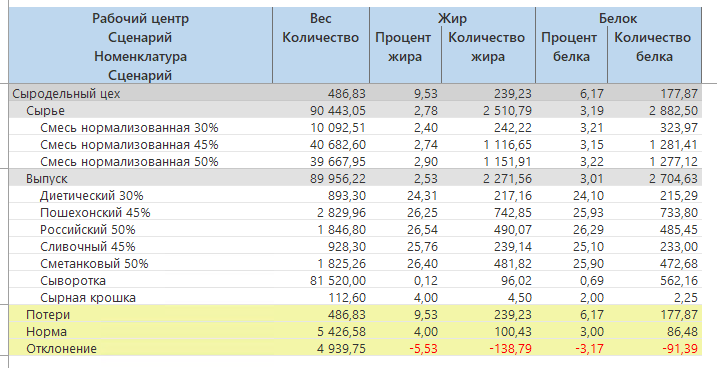 Рабочий центр Вес Жир Белок
Сценарий Количество Процент Количество Процент Количество
Номенклатура жира жира белка белка
Сценарий
Сыродельный цех 486,83 9,53 239,23 6,17 177,87
Сырье 90 443,05 2,78 2 510,79 3,19 2 882,50
Смесь нормализованная 30% 10 092,51 2,40 242,22 3,21 323,97
Смесь нормализованная 45% 40 682,60 2,74 1 116,65 3,15 1 281,41
Смесь нормализованная 50% 39 667,95 2,90 1 151,91 3,22 1 277,12
Выпуск 89 956,22 2,53 2 271,56 3,01 2 704,63
Диетический 30% 893,30 24,31 217,16 24,10 215,29
Пошехонский 45% 2 829,96 26,25 742,85 25,93 733,80
Российский 50% 1 846,80 26,54 490,07 26,29 485,45
Сливочный 45% 928,30 25,76 239,14 25,10 233,00
Сметанковый 50% 1 825,26 26,40 481,82 25,90 472,68
Сыворотка 81 520,00 0,12 96,02 0,69 562,16
Сырная крошка 112,60 4,00 4,50 2,00 2,25
Потери 486,83 9,53 239,23 6,17 177,87
Норма 5 426,58 4,00 100,43 3,00 86,48
Отклонение 4 939,75 -5,53 -138,79 -3,17 -91,39